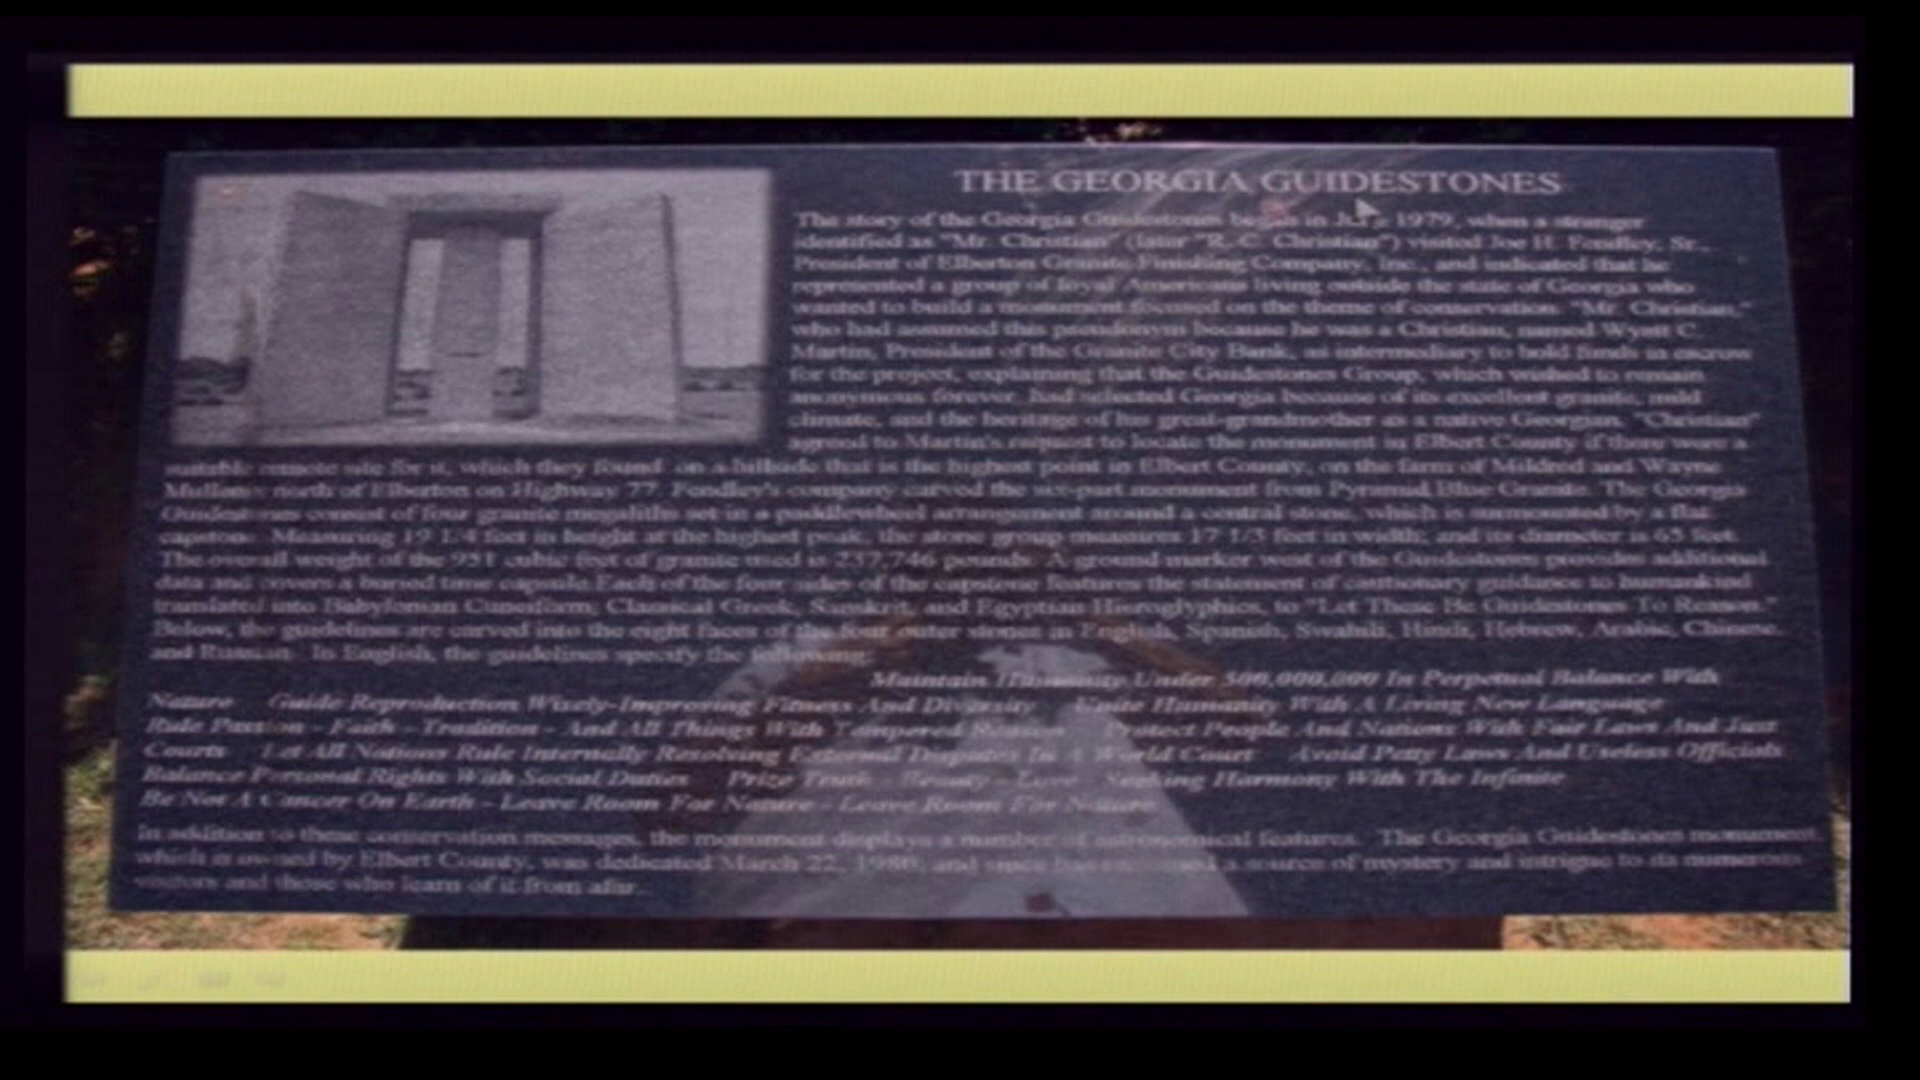 THE GEORGIA GUIDESTONES
The story of the Georgia Guidestones began in June 1979, when a stranger
identified as "Mr. Christian" (later "R. C. Christian") visited Joe H. Fendley, Sr.,
President of Elberton Granite Finishing Company, Inc., and indicated that he
represented a group of loyal Americans living outside the state of Georgia who
wanted to build a monument focused on the theme of conservation. "Mr. Christian,"
who had assumed this pseudonym because he was a Christian, named Wyatt C.
Martin, President of the Granite City Bank, as intermediary to hold funds in escrow
for the project, explaining that the Guidestones Group, which wished to remain
anonymous forever, had selected Georgia because of its excellent granite, mild
climate, and the heritage of his great-grandmother as a native Georgian. "Christian"
agreed to Martin's request to locate the monument in Elbert County if there were a
suitable remote site for it, which they found on a hillside that is the highest point in Elbert County, on the farm of Mildred and Wayne
Mullenix north of Elberton on Highway 77. Fendley's company carved the six-part monument from Pyramid Blue Granite. The Georgia
Guidestones consist of four granite megaliths set in a paddlewheel arrangement around a central stone, which is surmounted by a flat
capstone. Measuring 19 1/4 feet in height at the highest peak, the stone group measures 17 1/3 feet in width; and its diameter is 65 feet.
The overall weight of the 951 cubic feet of granite used is 237,746 pounds. A ground marker west of the Guidestones provides additional
data and covers a buried time capsule. Each of the four sides of the capstone features the statement of cautionary guidance to humankind
translated into Babylonian Cuneiform, Classical Greek, Sanskrit, and Egyptian Hieroglyphics, to "Let These Be Guidestones To Reason."
Below, the guidelines are carved into the eight faces of the four outer stones in English, Spanish, Swahili, Hindi, Hebrew, Arabic, Chinese
and Russian. In English, the guidelines specify the following:
Maintain Humanity Under 500,000,000 In Perpetual Balance With
Nature Guide Reproduction Wisely-Improving Fitness And Diversity Unite Humanity With A Living New Language
Rule Passion - Faith - Tradition - And All Things With Tempered Reason Protect People And Nations With Fair Laws And Just
Courts Let All Nations Rule Internally Resolving External Disputes In A World Court Avoid Petty Laws And Useless Officials
Balance Personal Rights With Social Duties Prize Truth - Beauty - Love - Seeking Harmony With The Infinite
Be Not A Cancer On Earth - Leave Room For Nature - Leave Room For Nature
In addition to these conservation messages, the monument displays a number of astronomical features. The Georgia Guidestones monument,
which is owned by Elbert County, was dedicated March 22, 1980, and since a source of mystery and intrigue to its numerous
visitors and those who learn of it from afar.